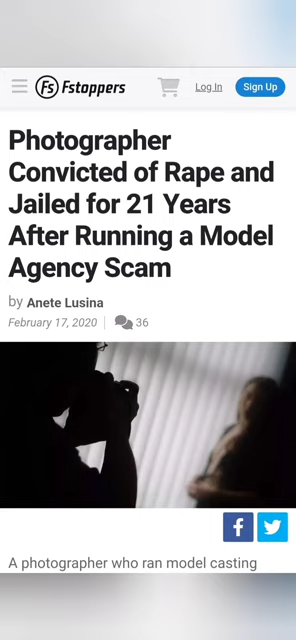 Fs Fstoppers Log In Sign Up
Photographer
Convicted of Rape and
Jailed for 21 Years
After Running a Model
Agency Scam
by Anete Lusina
February 17, 2020 36
A photographer who ran model casting